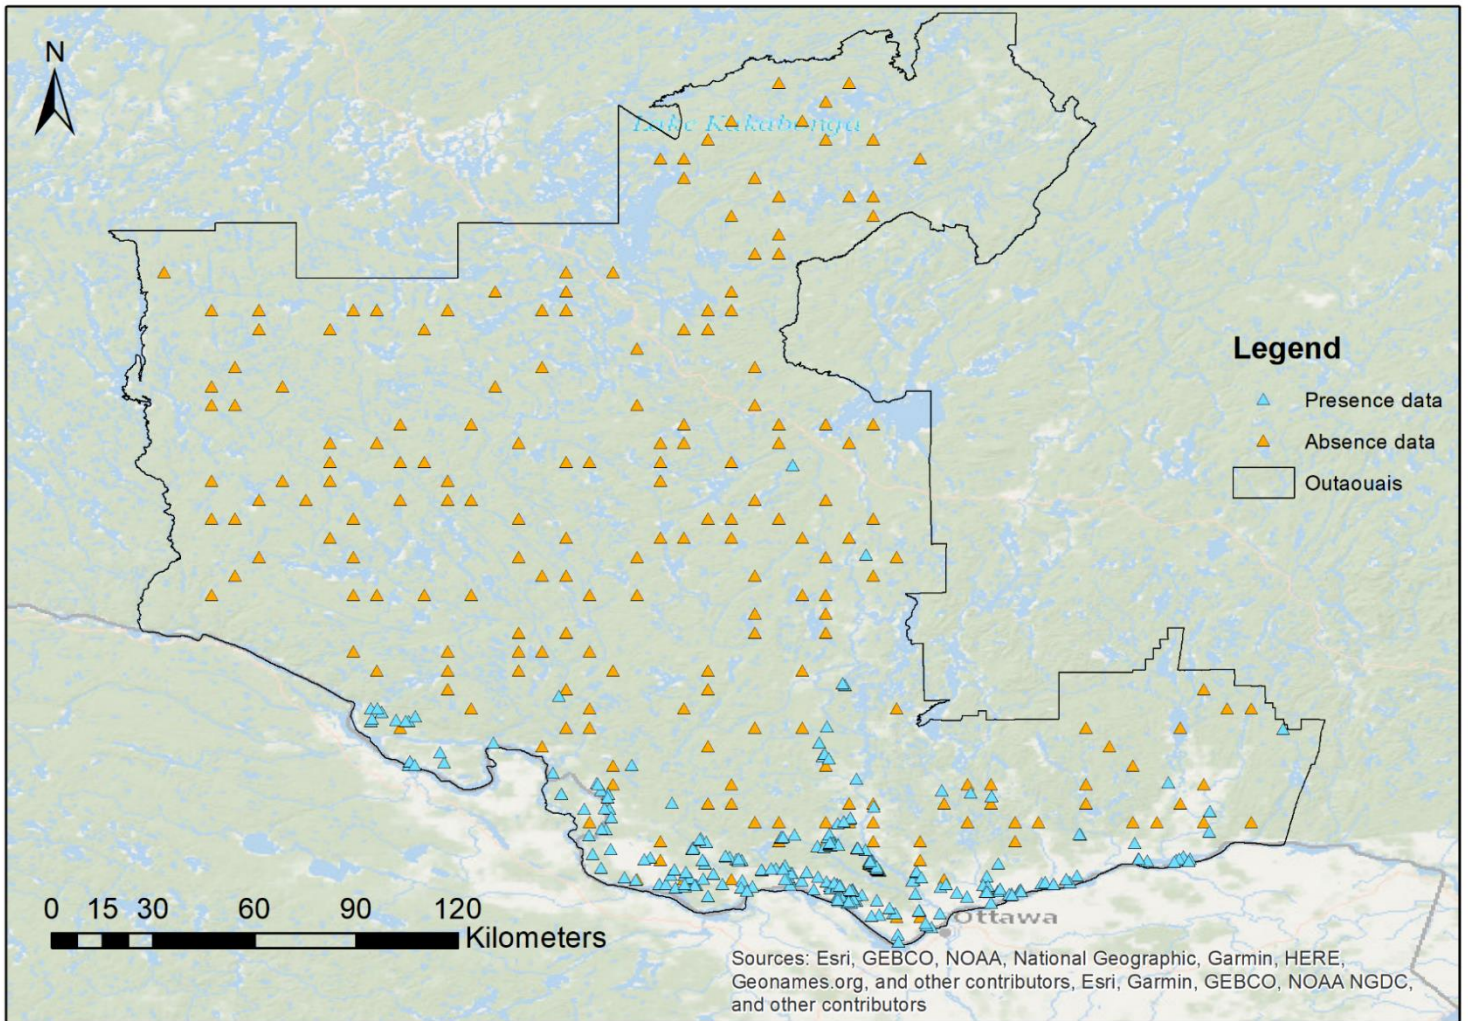 N
Lake Kakabonga
Legend
Presence data
Absence data
Outaouais
0 15 30 60 90 120
Kilometers
Ottawa
Sources: Esri, GEBCO, NOAA, National Geographic, Garmin, HERE,
Geonames.org, and other contributors, Esri, Garmin, GEBCO, NOAA NGDC,
and other contributors